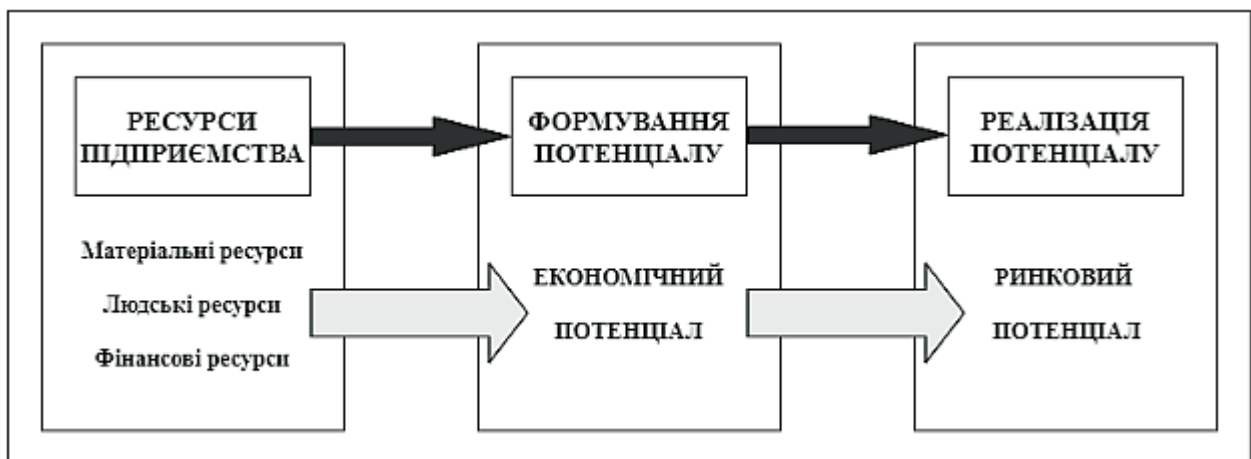 РЕСУРСИ
ПІДПРИЄМСТВА
Матеріальні ресурси
Людські ресурси
Фінансові ресурси
ФОРМУВАННЯ
ПОТЕНЦІАЛУ
ЕКОНОМІЧНИЙ
ПОТЕНЦІАЛ
РЕАЛІЗАЦІЯ
ПОТЕНЦІАЛУ
РИНКОВИЙ
ПОТЕНЦІАЛ